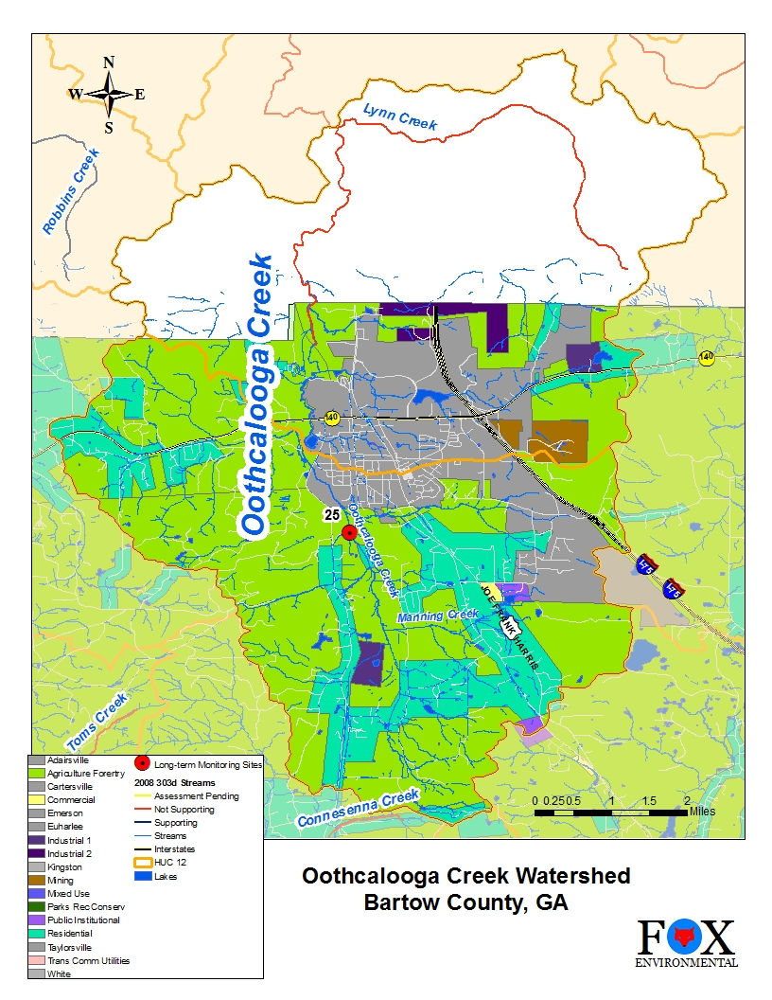 N
W E
S
Lynn Creek
Robbins Creek
Oothcalooga Creek
140
140
25
Oothcalooga Creek
I-75
I-75
JOE FRANK HARRIS
Manning Creek
Toms Creek
Connesenna Creek
0 0.25 0.5 1 1.5 2
Miles
Adairsville
Agriculture Forertry
Cartersville
Commercial
Emerson
Euharlee
Industrial 1
Industrial 2
Kingston
Mining
Mixed Use
Parks Rec Conserv
Public Institutional
Residential
Taylorsville
Trans Comm Utilities
White
Long-term Monitoring Sites
2008 303d Streams
Assessment Pending
Not Supporting
Supporting
Streams
Interstates
HUC 12
Lakes
Oothcalooga Creek Watershed
Bartow County, GA
FOX
ENVIRONMENTAL